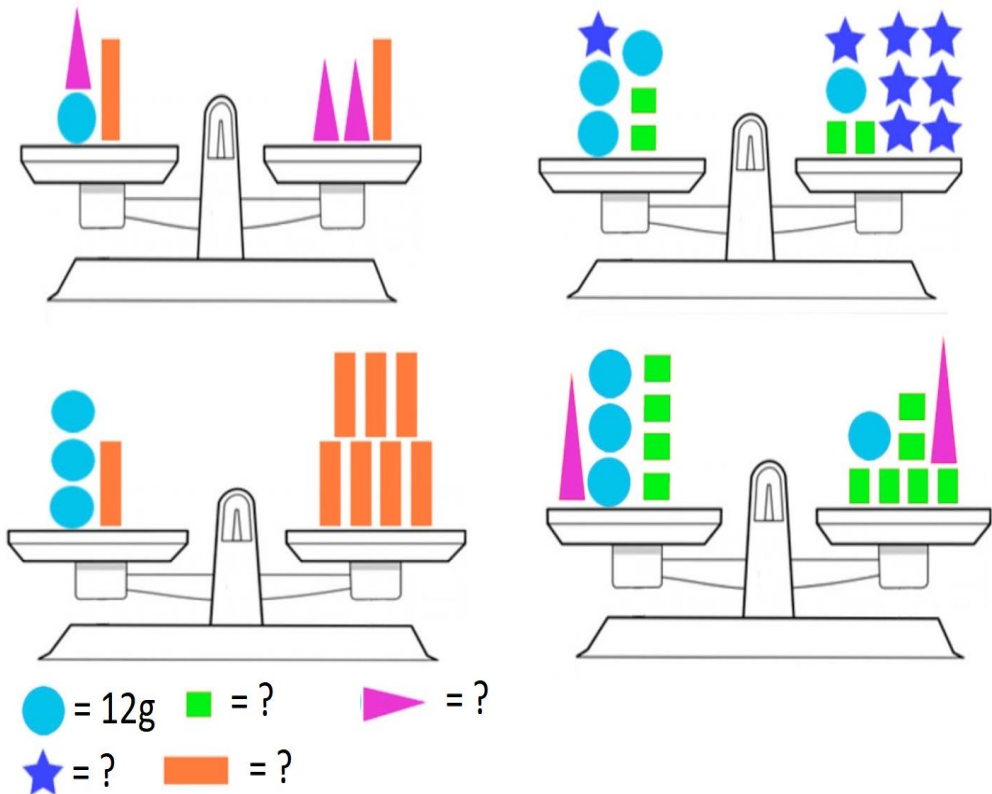 = 12g = ? = ?
= ? = ?